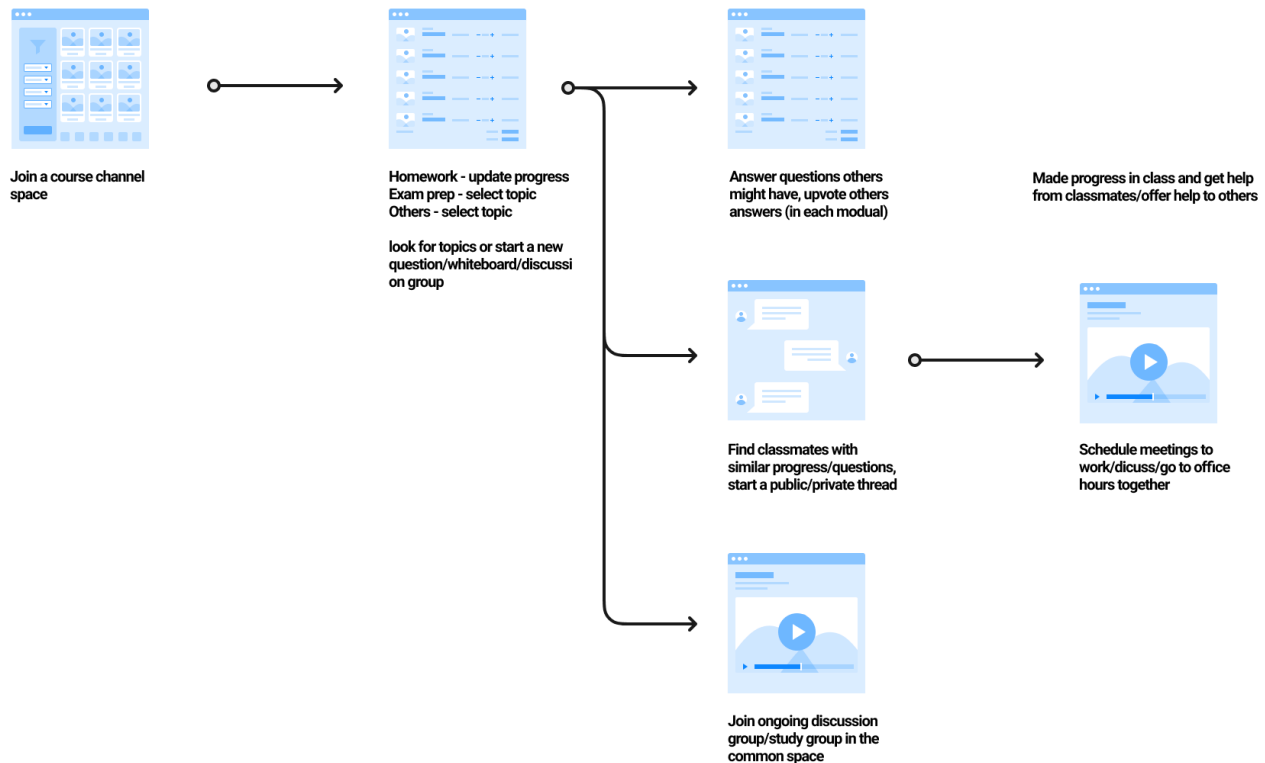 Join a course channel
space
Homework - update progress
Exam prep - select topic
Others - select topic
look for topics or start a new
question/whiteboard/discussi
on group
Answer questions others
might have, upvote others
answers (in each modual)
Made progress in class and get help
from classmates/offer help to others
Find classmates with
similar progress/questions,
start a public/private thread
Schedule meetings to
work/dicuss/go to office
hours together
Join ongoing discussion
group/study group in the
common space